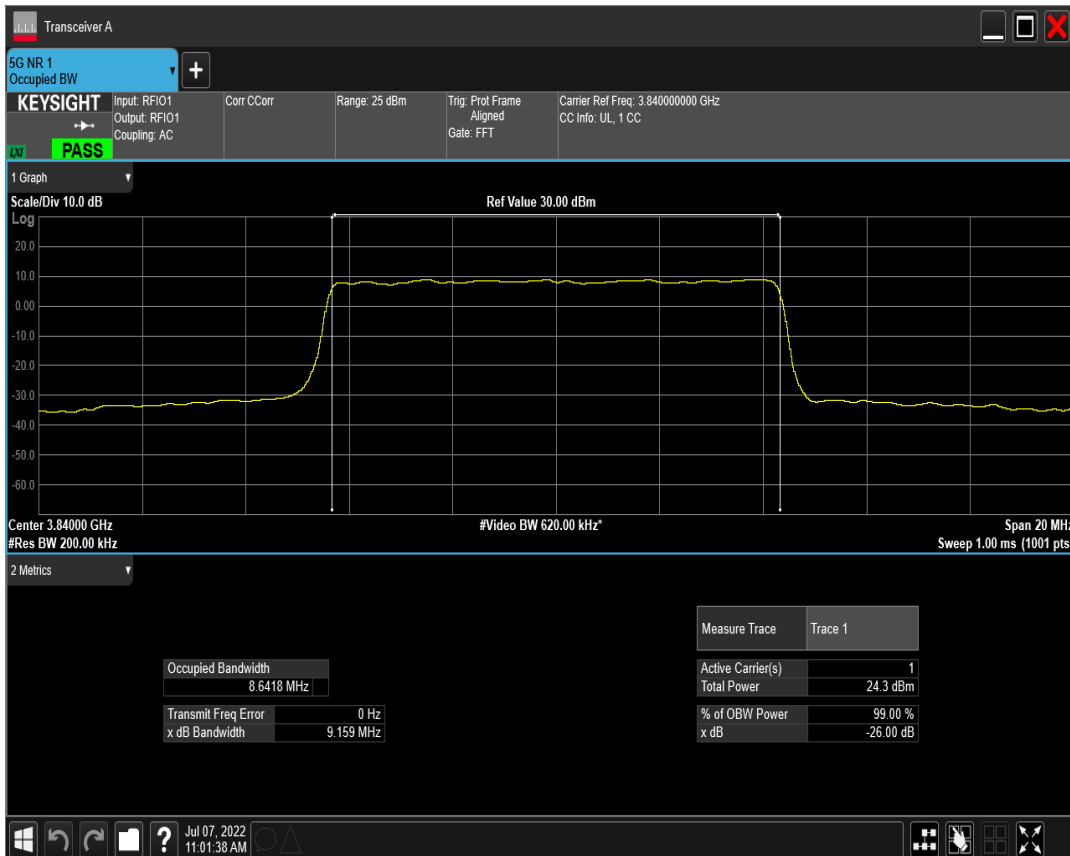 Transceiver A
5G NR 1
Occupied BW
+
KEYSIGHT
Input: RFIO1
Output: RFIO1
Coupling: AC
Corr CCorr
Range: 25 dBm
Trig: Prot Frame
Aligned
Gate: FFT
Carrier Ref Freq: 3.840000000 GHz
CC Info: UL, 1 CC
LXI
PASS
1 Graph
Scale/Div 10.0 dB
Ref Value 30.00 dBm
Log
20.0
10.0
0.00
-10.0
-20.0
-30.0
-40.0
-50.0
-60.0
Center 3.84000 GHz
#Video BW 620.00 kHz*
Span 20 MHz
#Res BW 200.00 kHz
Sweep 1.00 ms (1001 pts
2 Metrics
Measure Trace Trace 1
Occupied Bandwidth
8.6418 MHz
Active Carrier(s) 1
Total Power 24.3 dBm
Transmit Freq Error 0 Hz
x dB Bandwidth 9.159 MHz
% of OBW Power 99.00 %
x dB -26.00 dB
?
Jul 07, 2022
11:01:38 AM